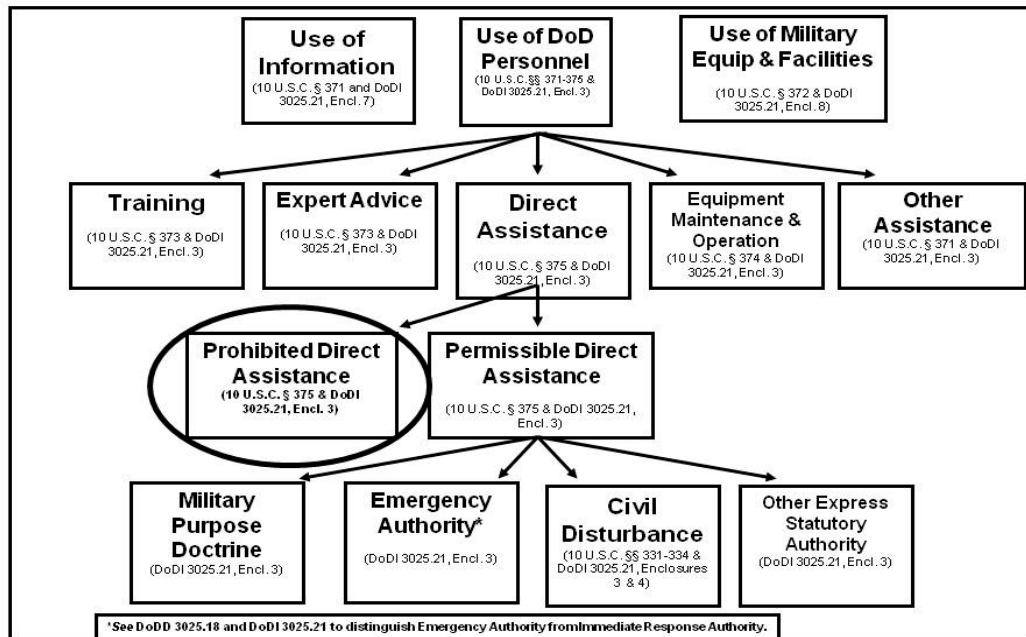 Use of
Information
(10 U.S.C. § 371 and DoDI
3025.21, Encl. 7)
Use of DoD
Personnel
(10 U.S.C. §§ 371-375 &
DoDI 3025.21, Encl. 3)
Use of Military
Equip & Facilities
(10 U.S.C. § 372 & DoDI
3025.21, Encl. 8)
Training
(10 U.S.C. § 373 & DoDI
3025.21, Encl. 3)
Expert Advice
(10 U.S.C. § 373 & DoDI
3025.21, Encl. 3)
Direct
Assistance
(10 U.S.C. § 375 & DoDI
3025.21, Encl. 3)
Equipment
Maintenance &
Operation
(10 U.S.C. § 374 & DoDI
3025.21, Encl. 3)
Other
Assistance
(10 U.S.C. § 371 & DoDI
3025.21, Encl. 3)
Prohibited Direct
Assistance
(10 U.S.C. § 375 & DoDI
3025.21, Encl. 3)
Permissible Direct
Assistance
(10 U.S.C. § 375 & DoDI 3025.21,
Encl. 3)
Military
Purpose
Doctrine
(DoDI 3025.21, Encl. 3)
Emergency
Authority*
(DoDI 3025.21, Encl. 3)
Civil
Disturbance
(10 U.S.C. §§ 331-334 &
DoDI 3025.21, Enclosures
3 & 4)
Other Express
Statutory
Authority
(DoDI 3025.21, Encl. 3)
*See DoDD 3025.18 and DoDI 3025.21 to distinguish Emergency Authority fromImmediate Response Authority.